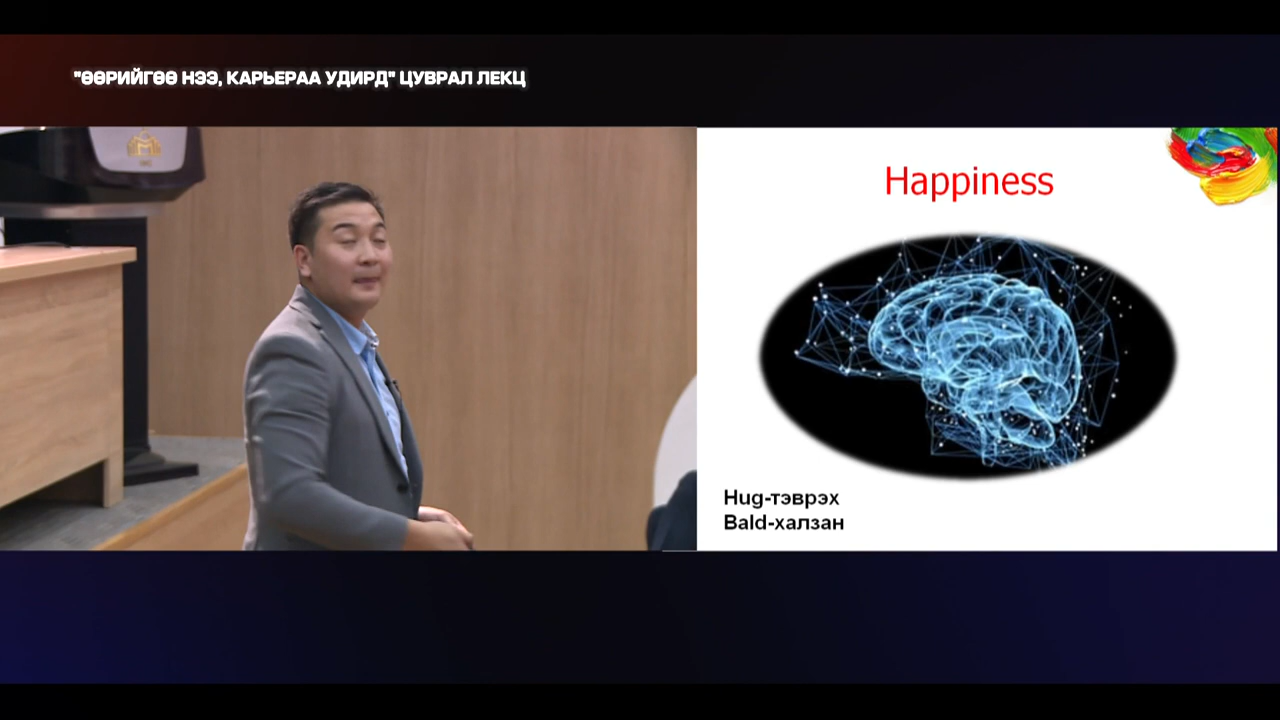 "ӨӨРИЙГӨӨ НЭЭ, КАРЬЕРАА УДИРД" ЦУВРАЛ ЛЕКЦ
Happiness
Hug-тэврэх
Bald-халзан